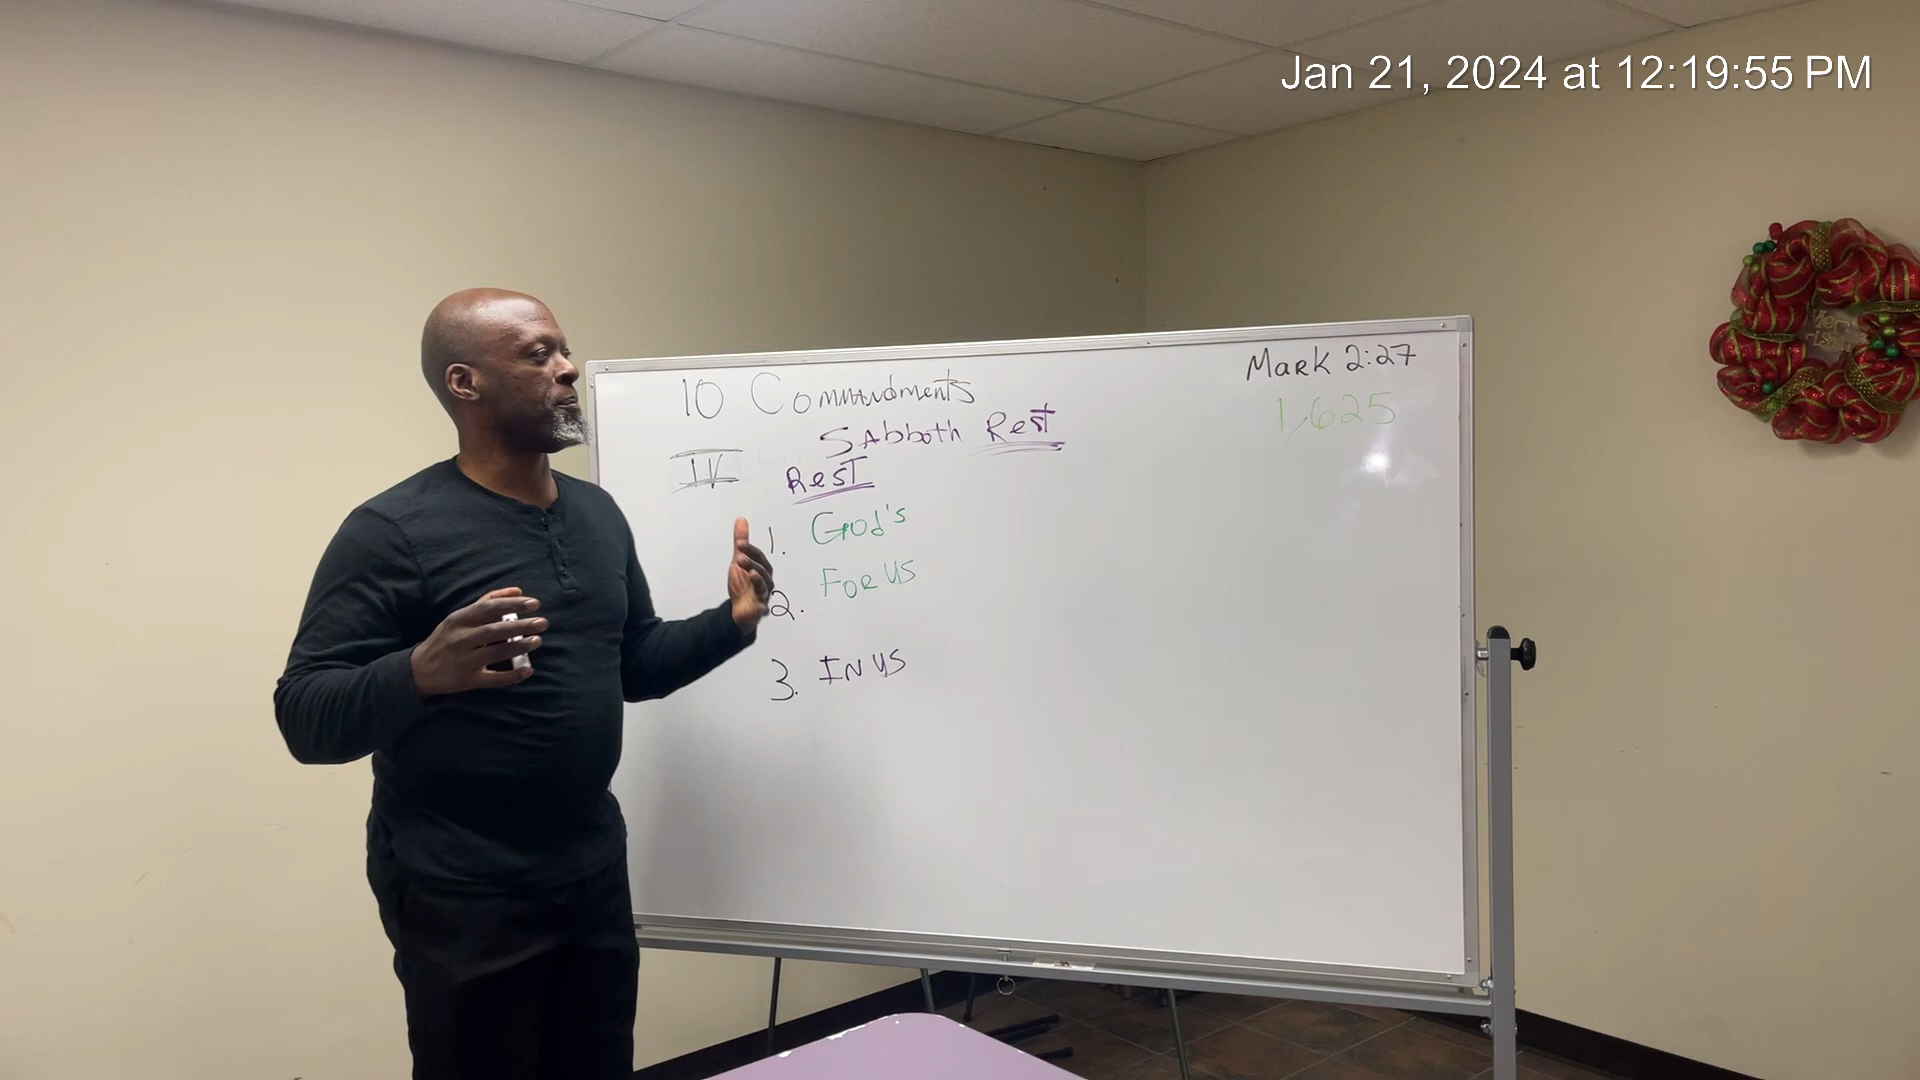 Jan 21, 2024 at 12:19:55 PM
10 Commandments
Mark 2:27
1,625
Sabboth Rest
IV
Rest
1. God's
2. For us
3. In us